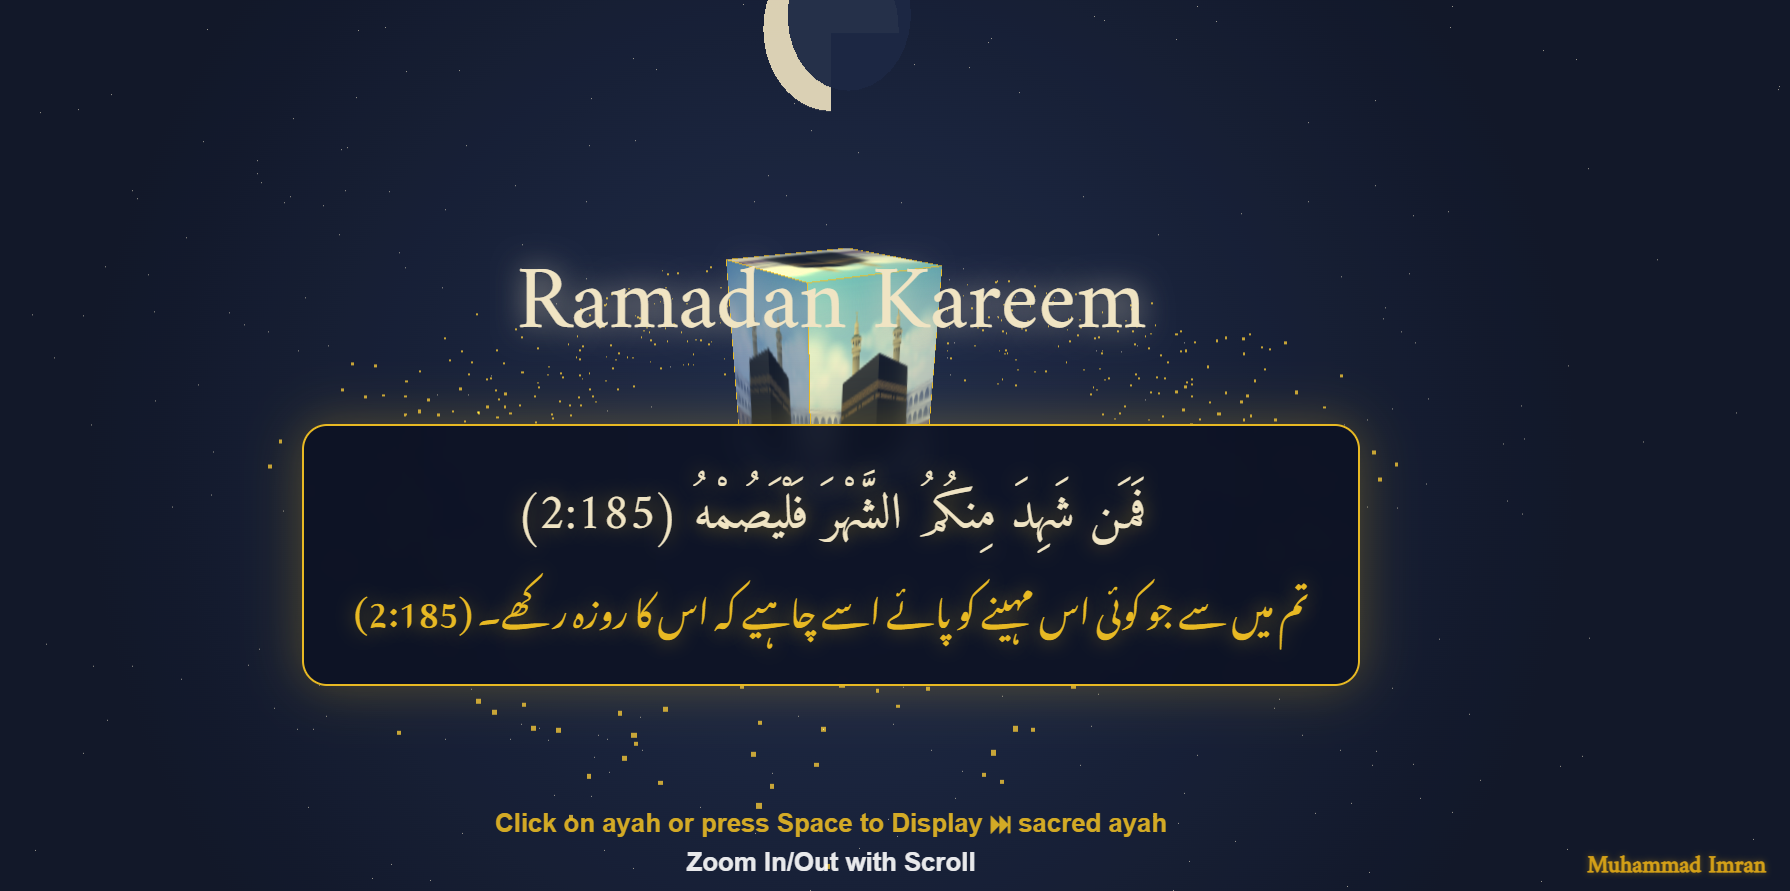 Ramadan Kareem
فَمَن شَهِدَ مِنكُمُ الشَّهْرَ فَلْيَصُمْهُ (2:185)
تم میں سے جو کوئی اس مہینے کو پائے اسے چاہیے کہ اس کا روزہ رکھے۔ (2:185)
Click on ayah or press Space to Display ⏭ sacred ayah
Zoom In/Out with Scroll
Muhammad Imran